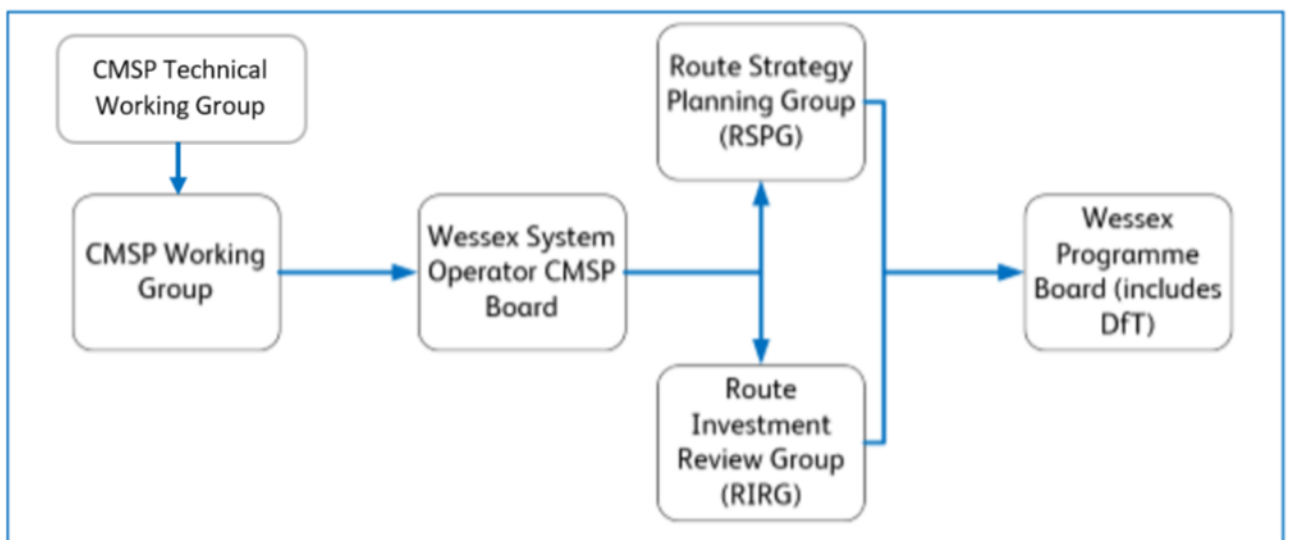 CMSP Technical
Working Group
CMSP Working
Group
Wessex System
Operator CMSP
Board
Route Strategy
Planning Group
(RSPG)
Route
Investment
Review Group
(RIRG)
Wessex
Programme
Board (includes
DfT)